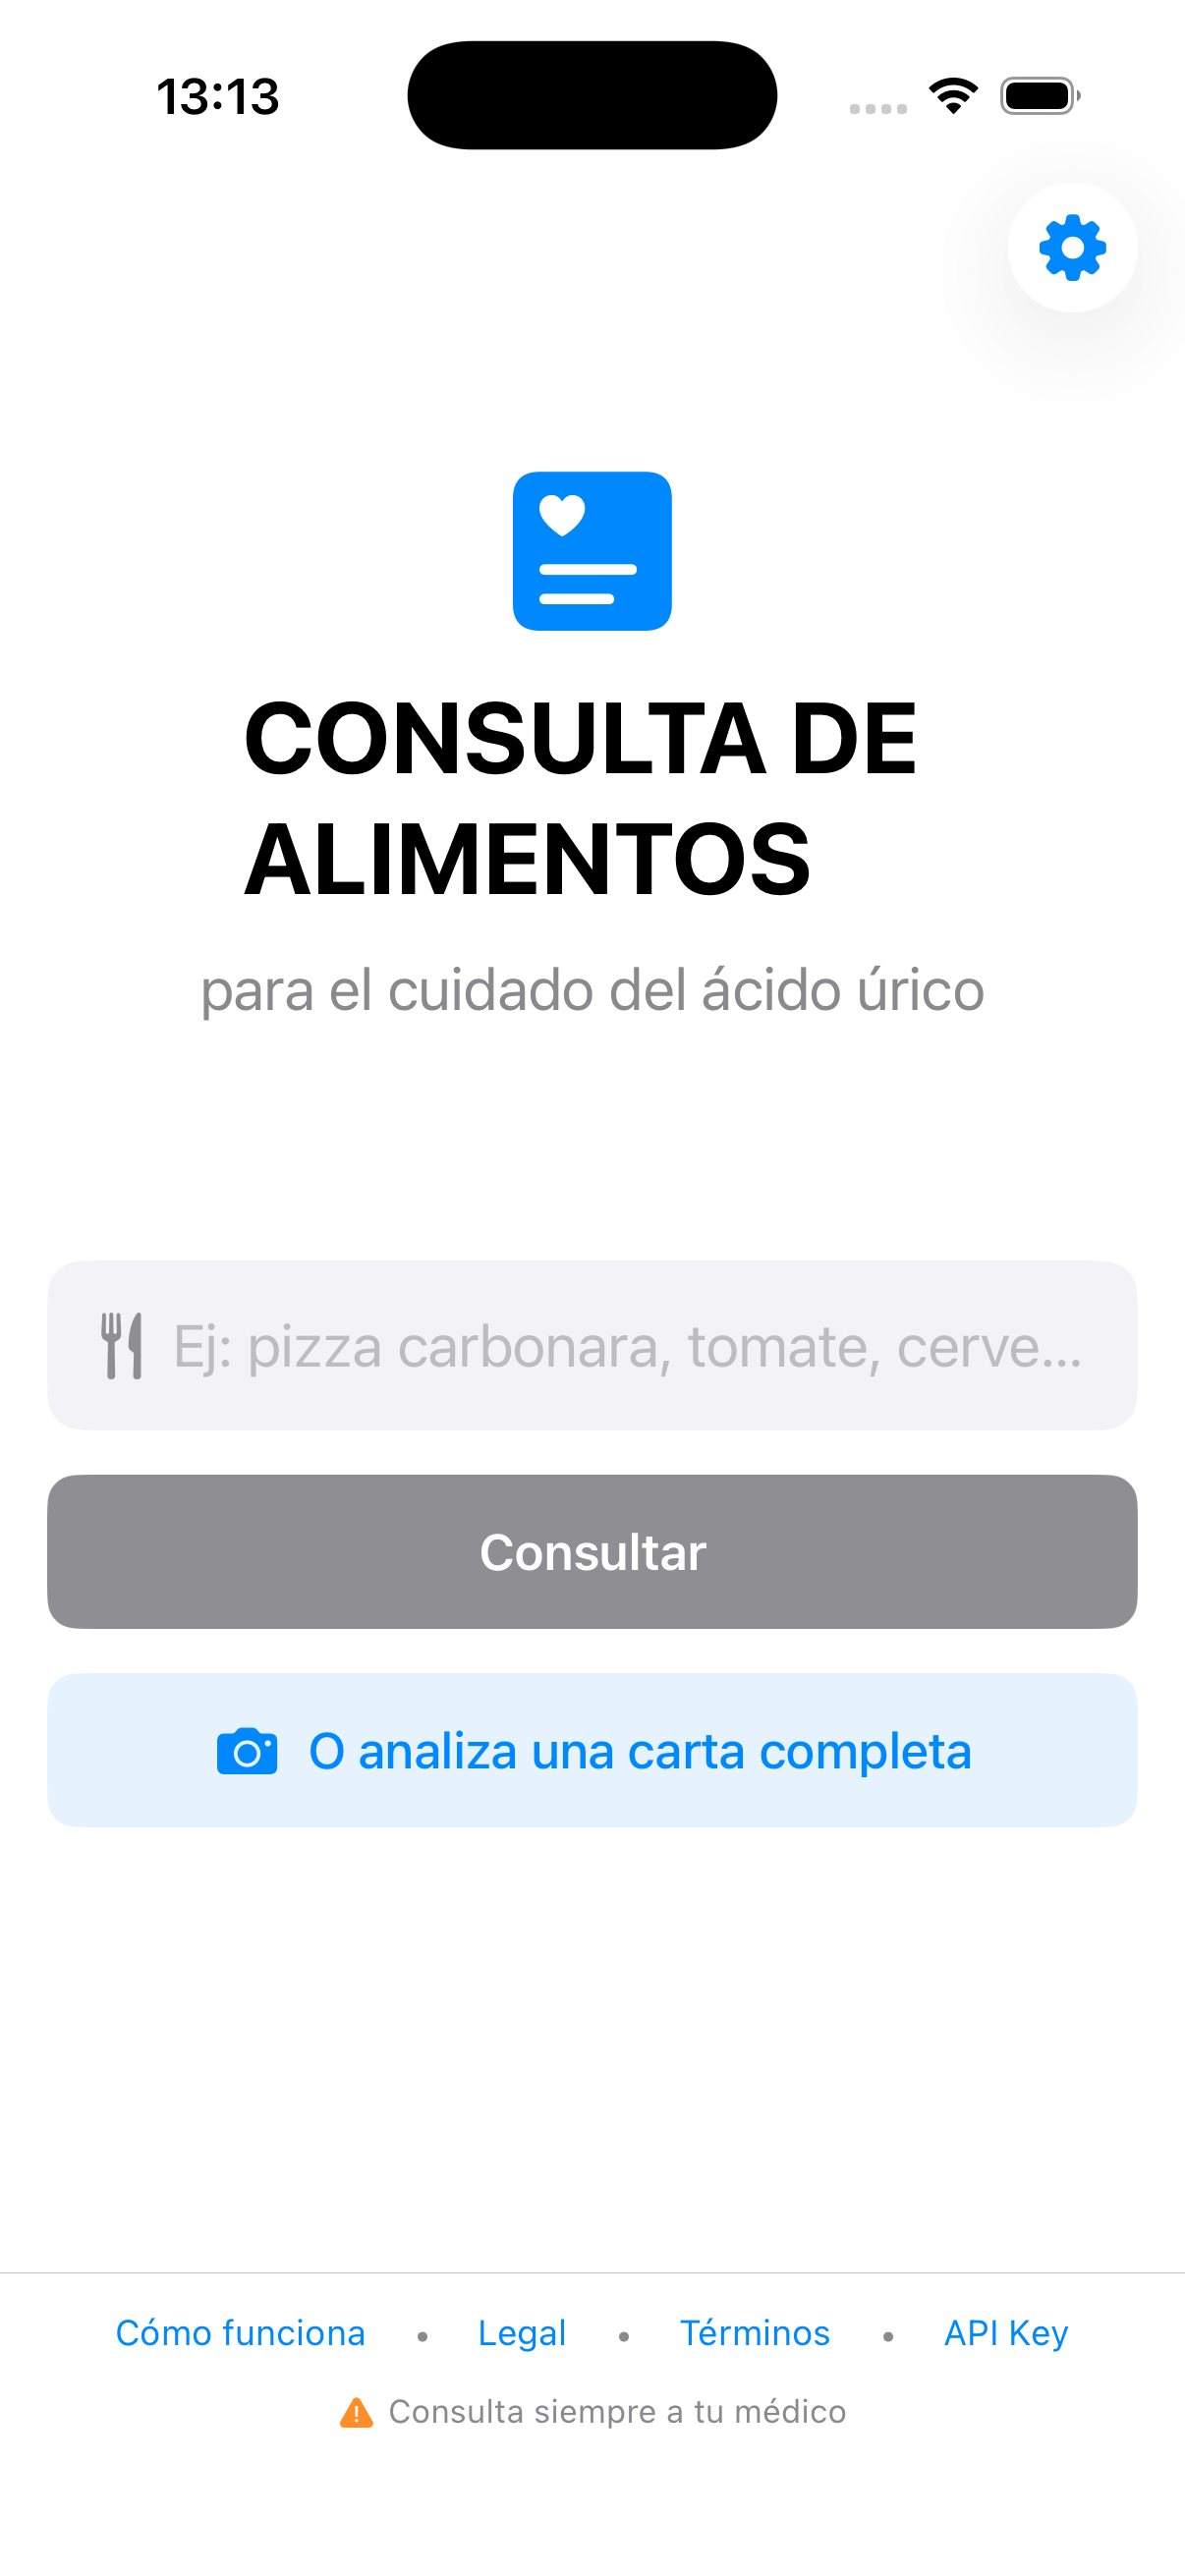 13:13
CONSULTA DE
ALIMENTOS
para el cuidado del ácido úrico
Ej: pizza carbonara, tomate, cerve...
Consultar
O analiza una carta completa
Cómo funciona • Legal • Términos • API Key
Consulta siempre a tu médico